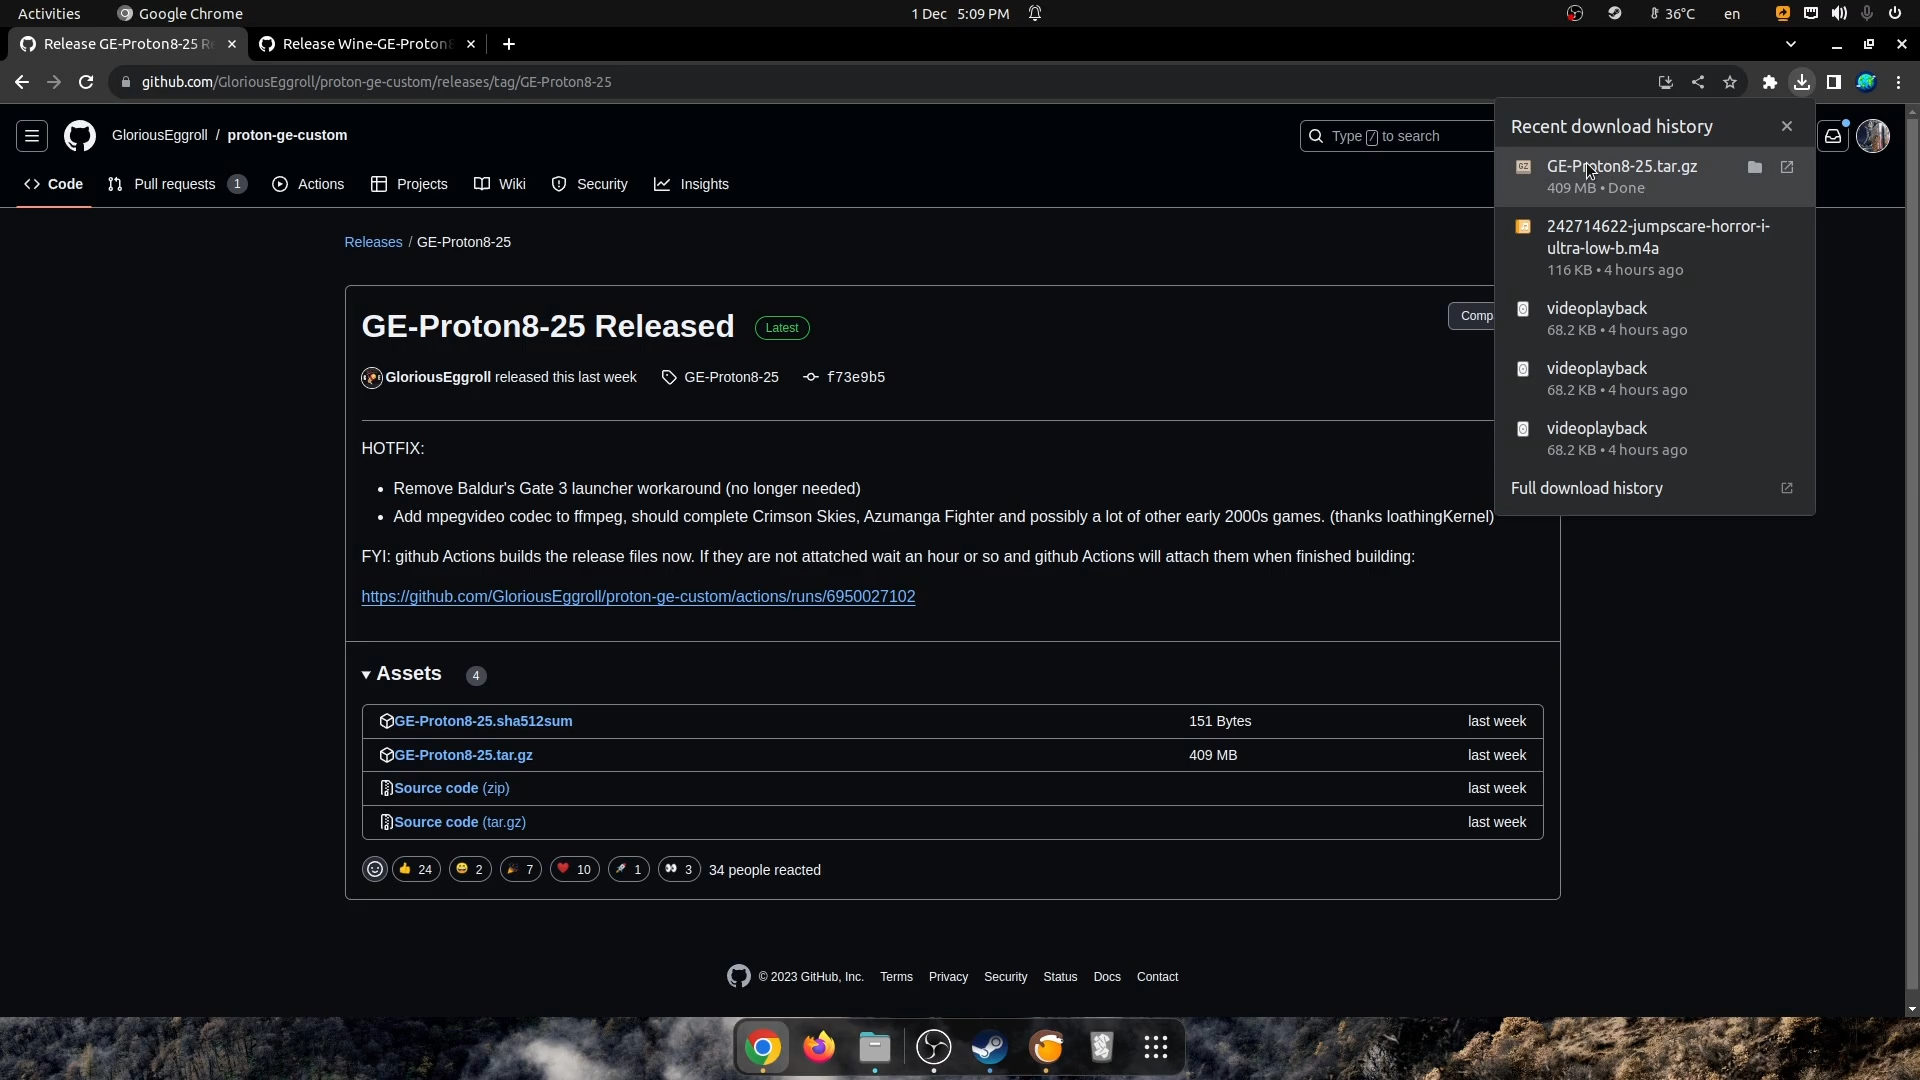 Activities Google Chrome 1 Dec 5:09 PM 36°C en
Release GE-Proton8-25 R Release Wine-GE-Proton8
github.com/GloriousEggroll/proton-ge-custom/releases/tag/GE-Proton8-25
GloriousEggroll / proton-ge-custom
Type / to search
Code Pull requests 1 Actions Projects Wiki Security Insights
Releases / GE-Proton8-25
GE-Proton8-25 Released Latest
Comp
GloriousEggroll released this last week GE-Proton8-25 f73e9b5
HOTFIX:
• Remove Baldur's Gate 3 launcher workaround (no longer needed)
• Add mpegvideo codec to ffmpeg, should complete Crimson Skies, Azumanga Fighter and possibly a lot of other early 2000s games. (thanks loathingKernel)
FYI: github Actions builds the release files now. If they are not attatched wait an hour or so and github Actions will attach them when finished building:
https://github.com/GloriousEggroll/proton-ge-custom/actions/runs/6950027102
Assets 4
GE-Proton8-25.sha512sum 151 Bytes last week
GE-Proton8-25.tar.gz 409 MB last week
Source code (zip) last week
Source code (tar.gz) last week
24 2 7 10 1 3 34 people reacted
© 2023 GitHub, Inc. Terms Privacy Security Status Docs Contact
Recent download history
GZ
GE-Proton8-25.tar.gz
409 MB • Done
242714622-jumpscare-horror-i-
ultra-low-b.m4a
116 KB • 4 hours ago
videoplayback
68.2 KB • 4 hours ago
videoplayback
68.2 KB • 4 hours ago
videoplayback
68.2 KB • 4 hours ago
Full download history